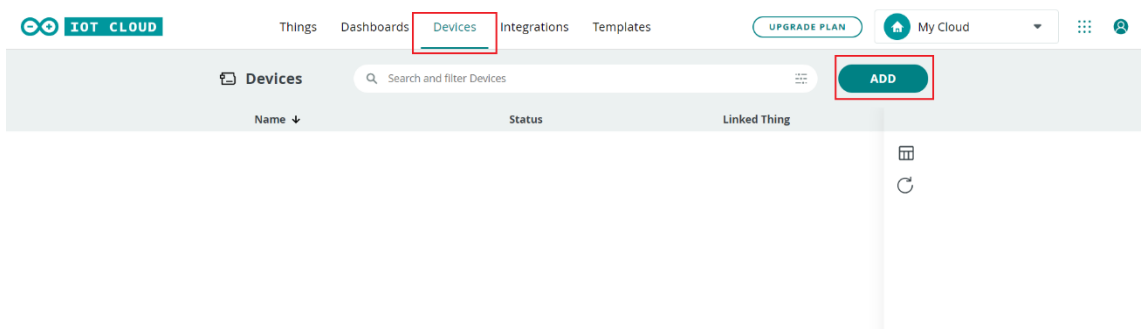 IOT CLOUD Things Dashboards Devices Integrations Templates UPGRADE PLAN My Cloud
Devices Search and filter Devices ADD
Name Status Linked Thing